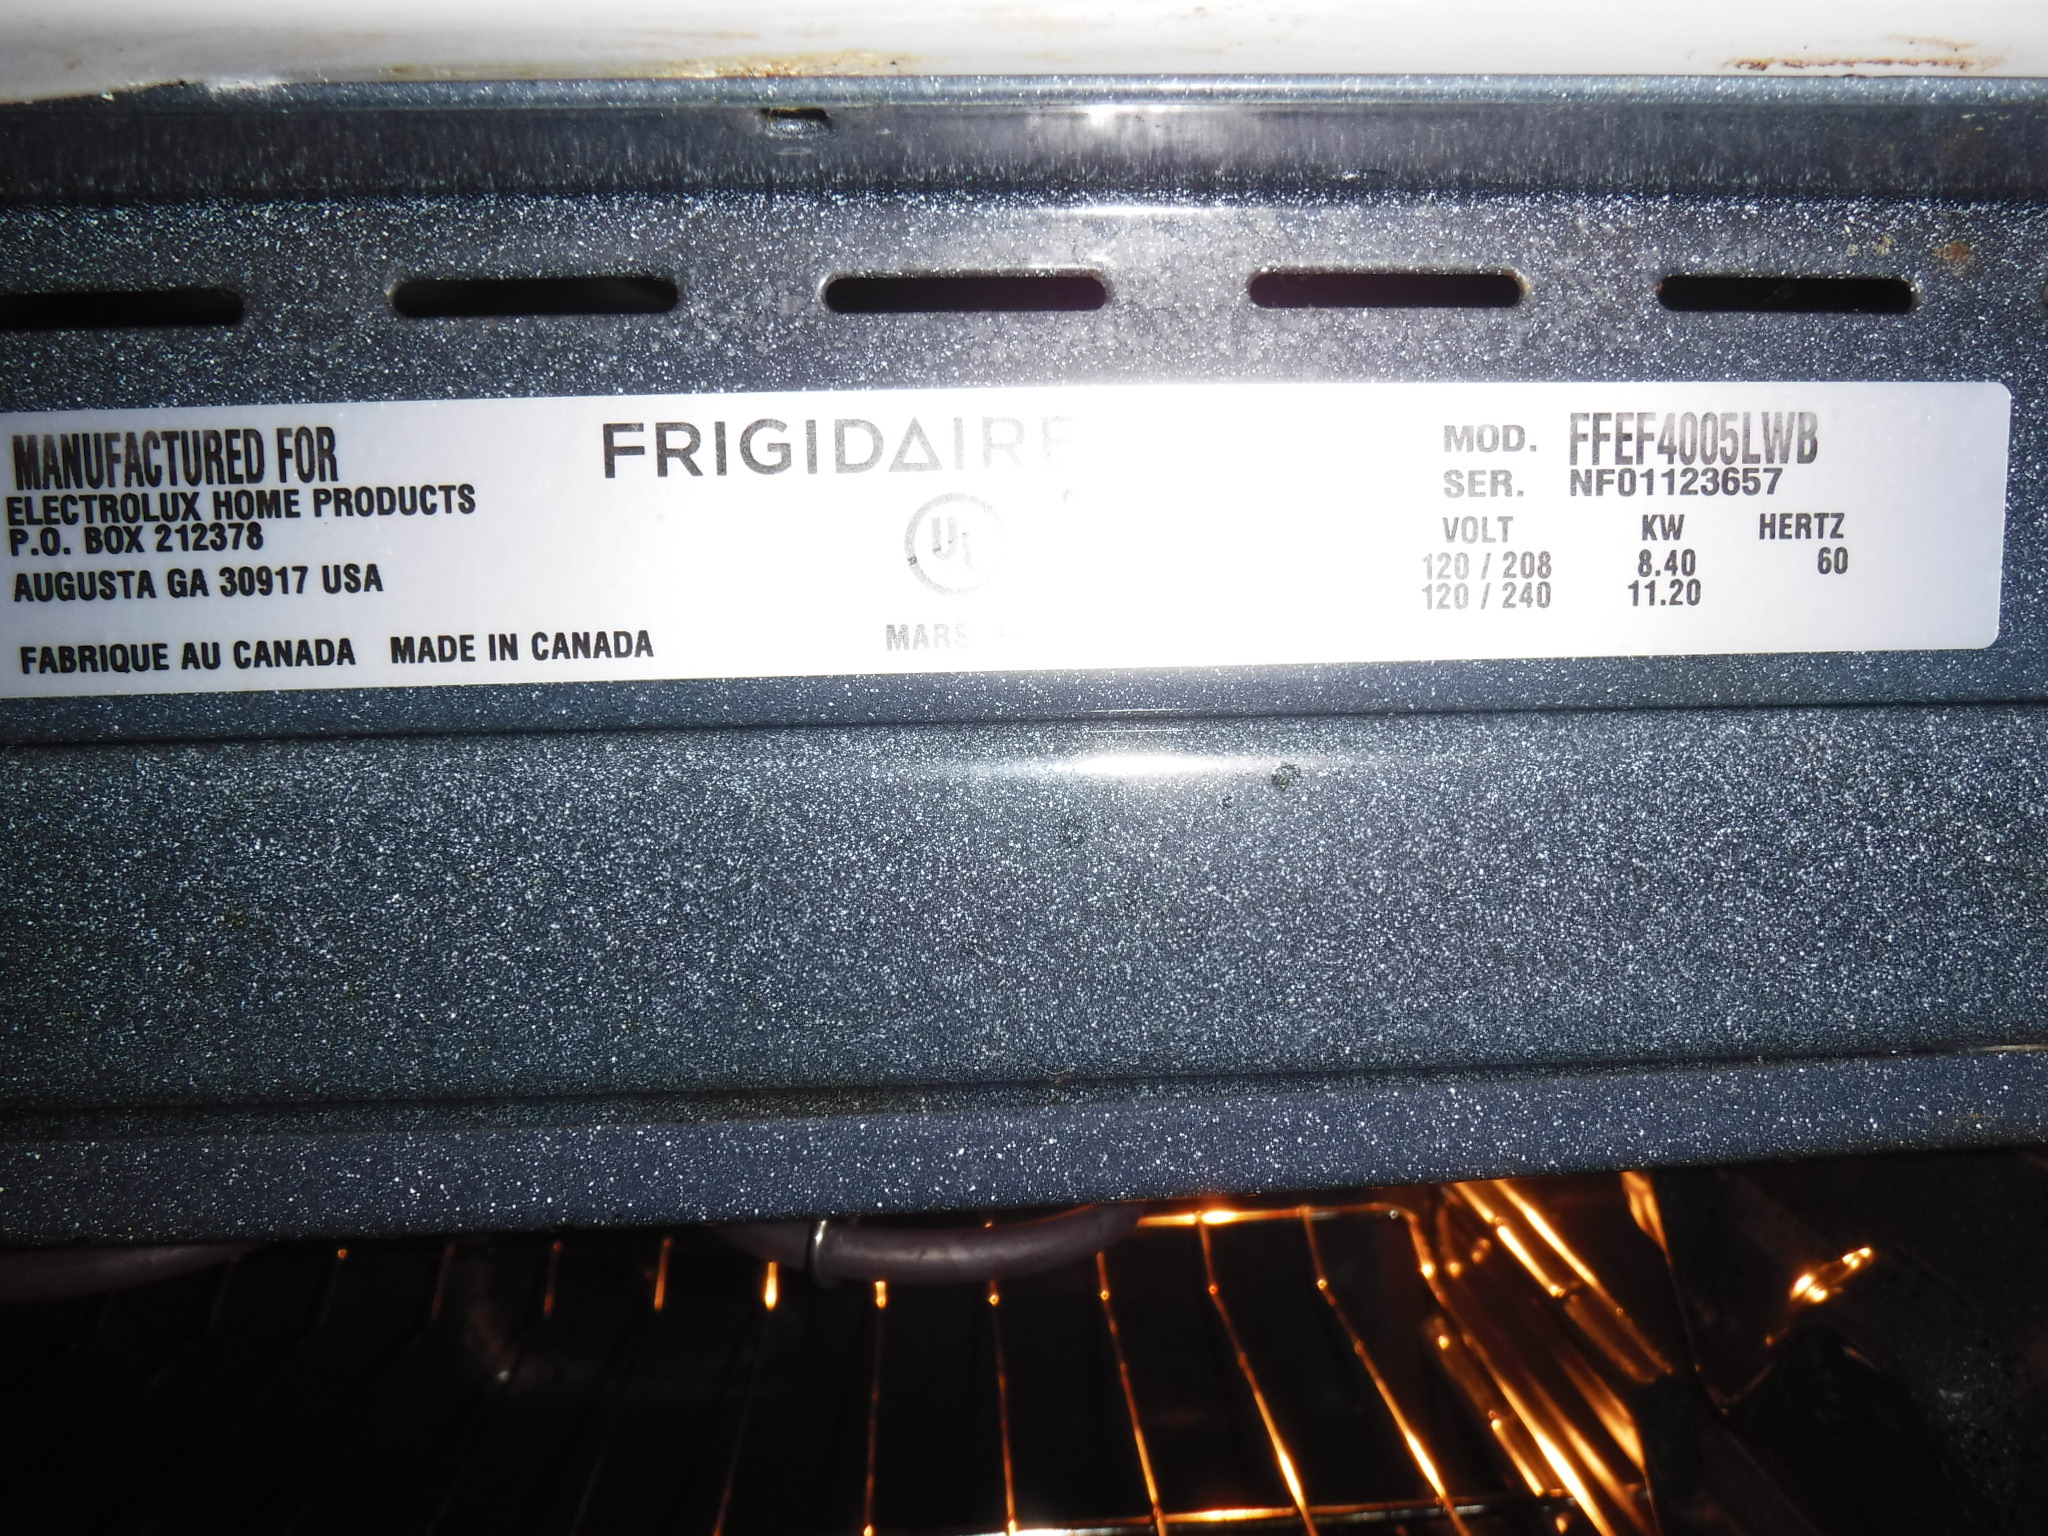 MANUFACTURED FOR
ELECTROLUX HOME PRODUCTS
P.O. BOX 212378
AUGUSTA GA 30917 USA
FABRIQUE AU CANADA MADE IN CANADA
FRIGIDAIRE
UL
MOD. FFEF4005LWB
SER. NF01123657
VOLT KW HERTZ
120 / 208 8.40 60
120 / 240 11.20